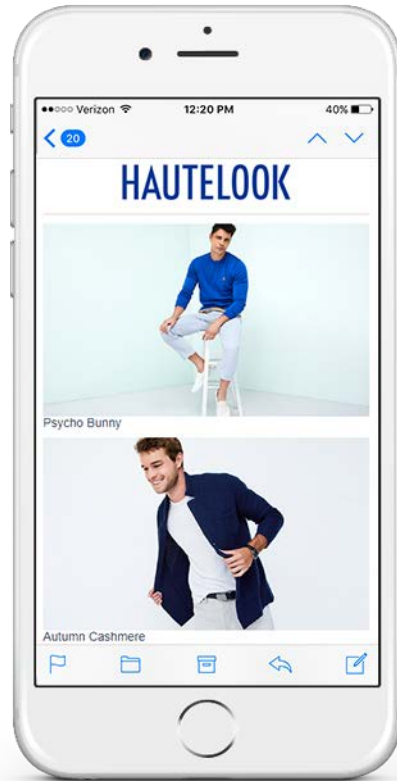 Verizon 12:20 PM 40%
20
HAUTELOOK
Psycho Bunny
Autumn Cashmere